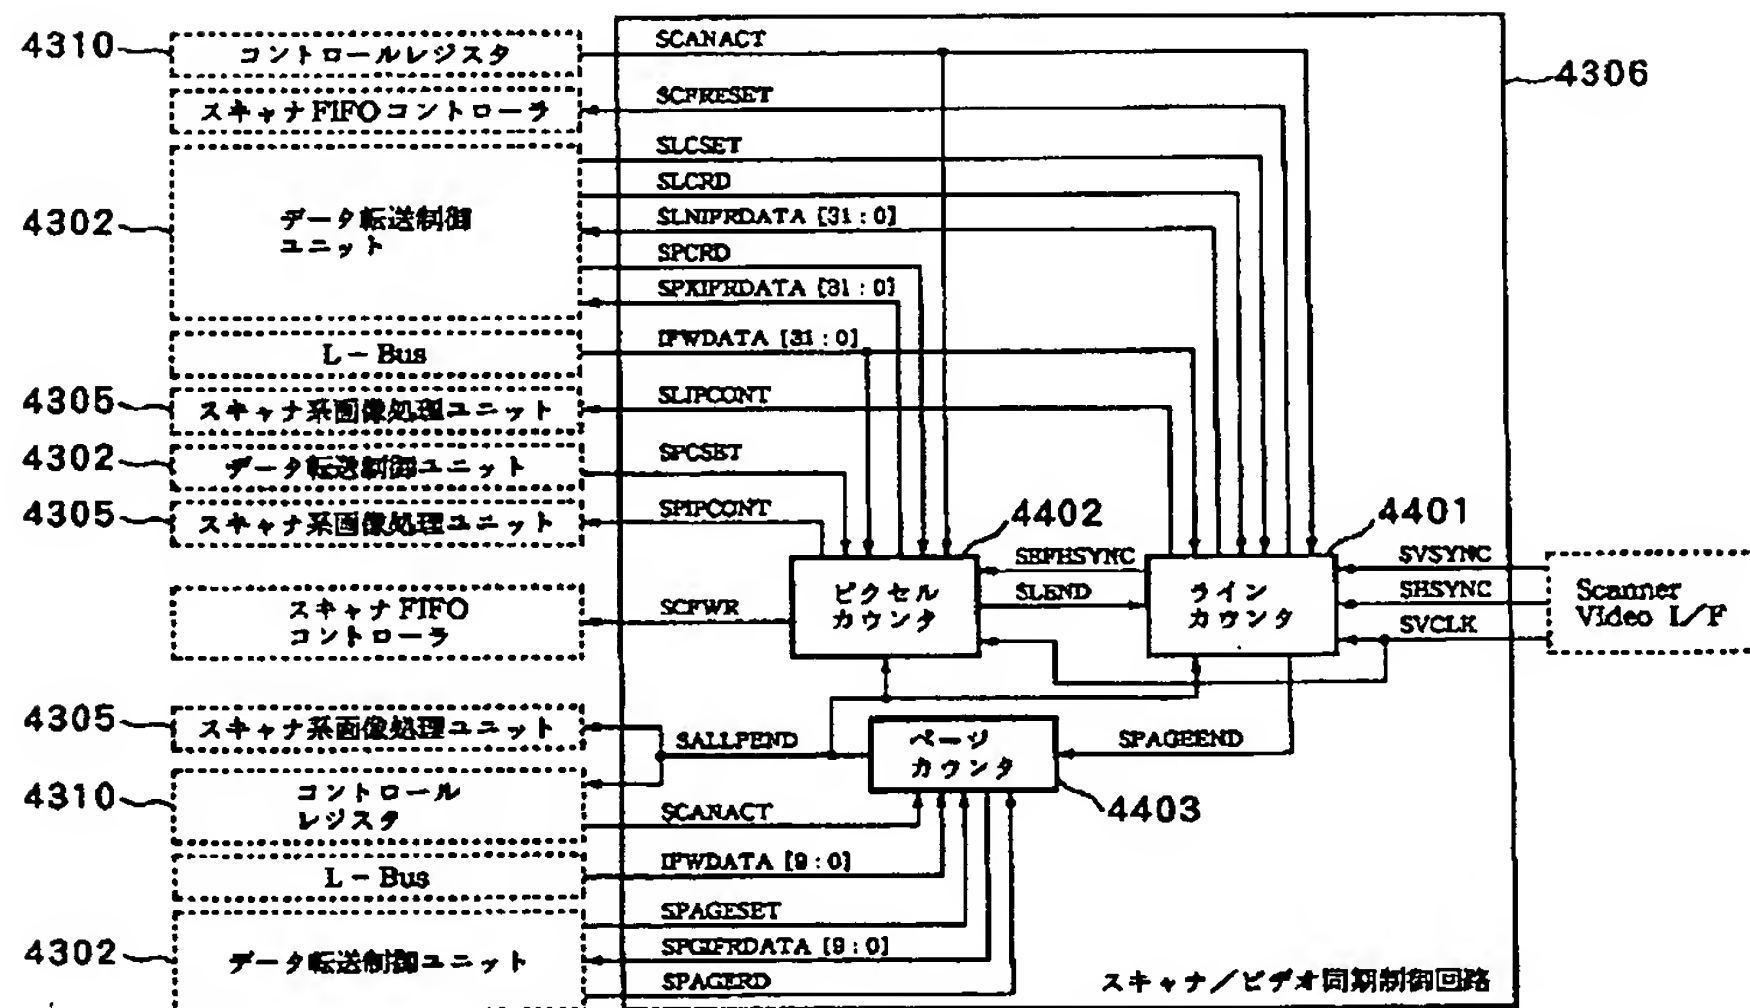 4310
コントロールレジスタ
SCANACT
4306
スキャナFIFOコントローラ
SCFRESET
4302
データ転送制御
ユニット
SLCSET
SLCRD
SLNIFRDATA [31:0]
SPCRD
SPXIFRDATA [31:0]
L-Bus
IFWDATA [31:0]
4305
スキャナ系画像処理ユニット
SLIPCONT
4302
データ転送制御ユニット
SPCSET
4305
スキャナ系画像処理ユニット
SPIPCONT
4402
4401
スキャナFIFO
コントローラ
SCFWR
ピクセル
カウンタ
SEFHSYNC
SLEND
ライン
カウンタ
SVSYNC
SHSYNC
SVCLK
Scanner
Video I/F
4305
スキャナ系画像処理ユニット
SALLPEND
ページ
カウンタ
SPAGEEND
4403
4310
コントロール
レジスタ
SCANACT
L-Bus
IFWDATA [9:0]
4302
データ転送制御ユニット
SPAGESET
SPGIFRDATA [9:0]
SPAGERD
スキャナ/ビデオ同期制御回路